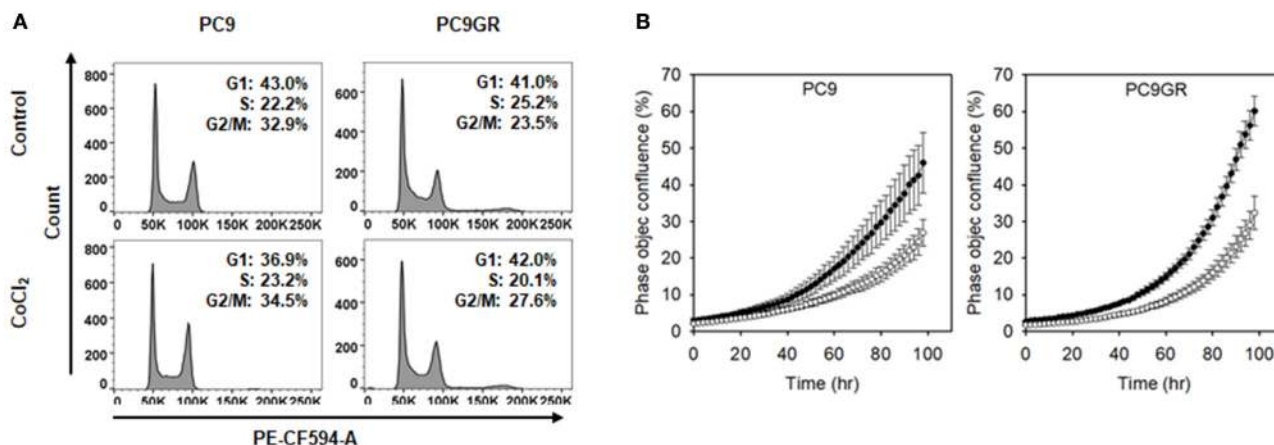 A
PC9
PC9GR
Control
CoCl2
Count
800
600
400
200
0
G1: 43.0%
S: 22.2%
G2/M: 32.9%
0 50K 100K 150K 200K 250K
600
400
200
0
G1: 41.0%
S: 25.2%
G2/M: 23.5%
0 50K 100K 150K 200K 250K
800
600
400
200
0
G1: 36.9%
S: 23.2%
G2/M: 34.5%
0 50K 100K 150K 200K 250K
800
600
400
200
0
G1: 42.0%
S: 20.1%
G2/M: 27.6%
0 50K 100K 150K 200K 250K
PE-CF594-A
B
PC9
Phase objec confluence (%)
70
60
50
40
30
20
10
0
0 20 40 60 80 100
Time (hr)
PC9GR
Phase objec confluence (%)
70
60
50
40
30
20
10
0
0 20 40 60 80 100
Time (hr)